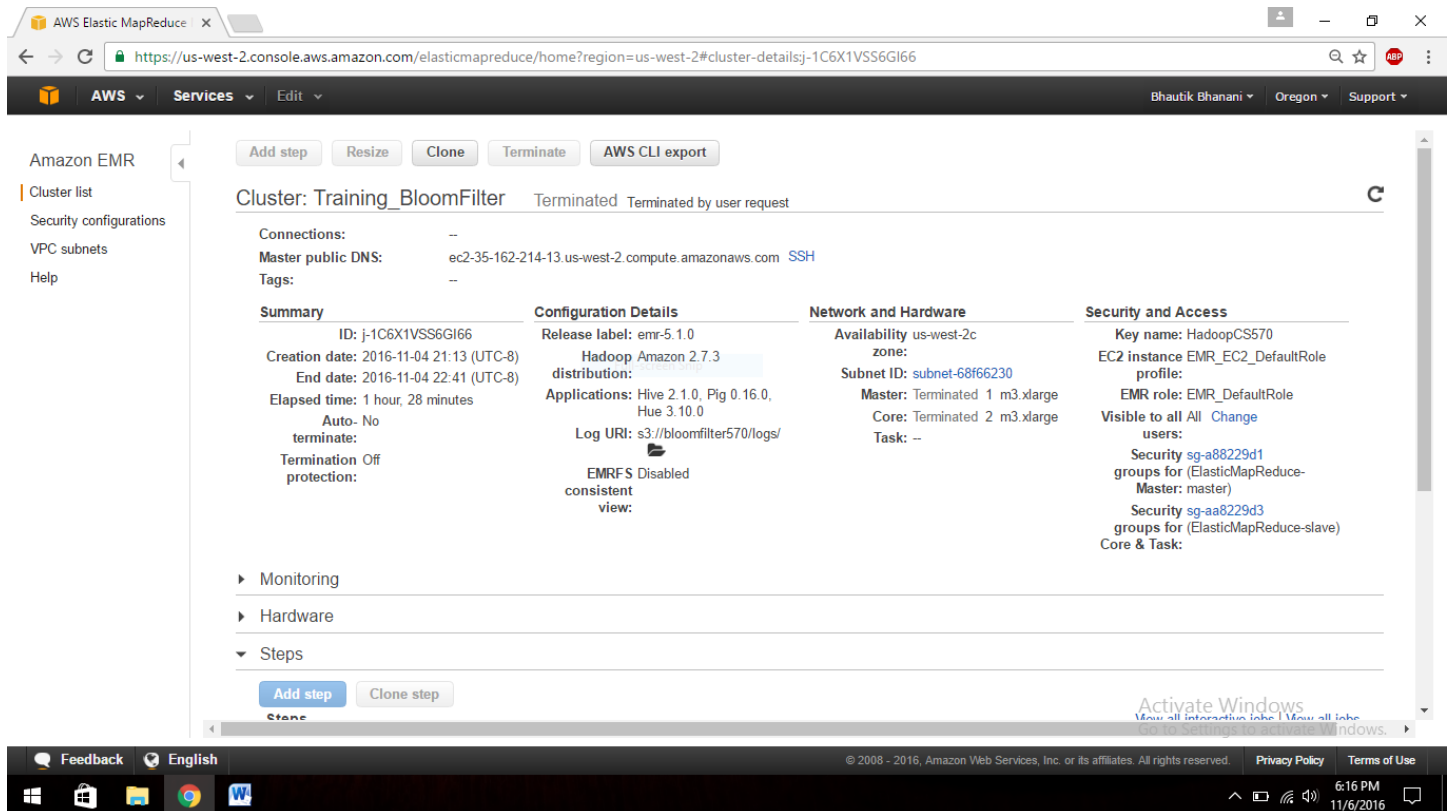 AWS Elastic MapReduce
https://us-west-2.console.aws.amazon.com/elasticmapreduce/home?region=us-west-2#cluster-details:j-1C6X1VSS6GI66
ABP
AWS Services Edit Bhautik Bhanani Oregon Support
Amazon EMR
Cluster list
Security configurations
VPC subnets
Help
Add step Resize Clone Terminate AWS CLI export
Cluster: Training_BloomFilter Terminated Terminated by user request
Connections: --
Master public DNS: ec2-35-162-214-13.us-west-2.compute.amazonaws.com SSH
Tags: --
Summary
ID: j-1C6X1VSS6GI66
Creation date: 2016-11-04 21:13 (UTC-8)
End date: 2016-11-04 22:41 (UTC-8)
Elapsed time: 1 hour, 28 minutes
Auto- No
terminate:
Termination Off
protection:
Configuration Details
Release label: emr-5.1.0
Hadoop Amazon 2.7.3
distribution:
Applications: Hive 2.1.0, Pig 0.16.0,
Hue 3.10.0
Log URI: s3://bloomfilter570/logs/
EMRFS Disabled
consistent
view:
Network and Hardware
Availability us-west-2c
zone:
Subnet ID: subnet-68f66230
Master: Terminated 1 m3.xlarge
Core: Terminated 2 m3.xlarge
Task: --
Security and Access
Key name: HadoopCS570
EC2 instance EMR_EC2_DefaultRole
profile:
EMR role: EMR_DefaultRole
Visible to all All Change
users:
Security sg-a88229d1
groups for (ElasticMapReduce-
Master: master)
Security sg-aa8229d3
groups for (ElasticMapReduce-slave)
Core & Task:
Monitoring
Hardware
Steps
Add step Clone step
Steps View all interactive jobs | View all jobs
Activate Windows
Go to Settings to activate Windows.
Feedback English © 2008 - 2016, Amazon Web Services, Inc. or its affiliates. All rights reserved. Privacy Policy Terms of Use
6:16 PM
11/6/2016